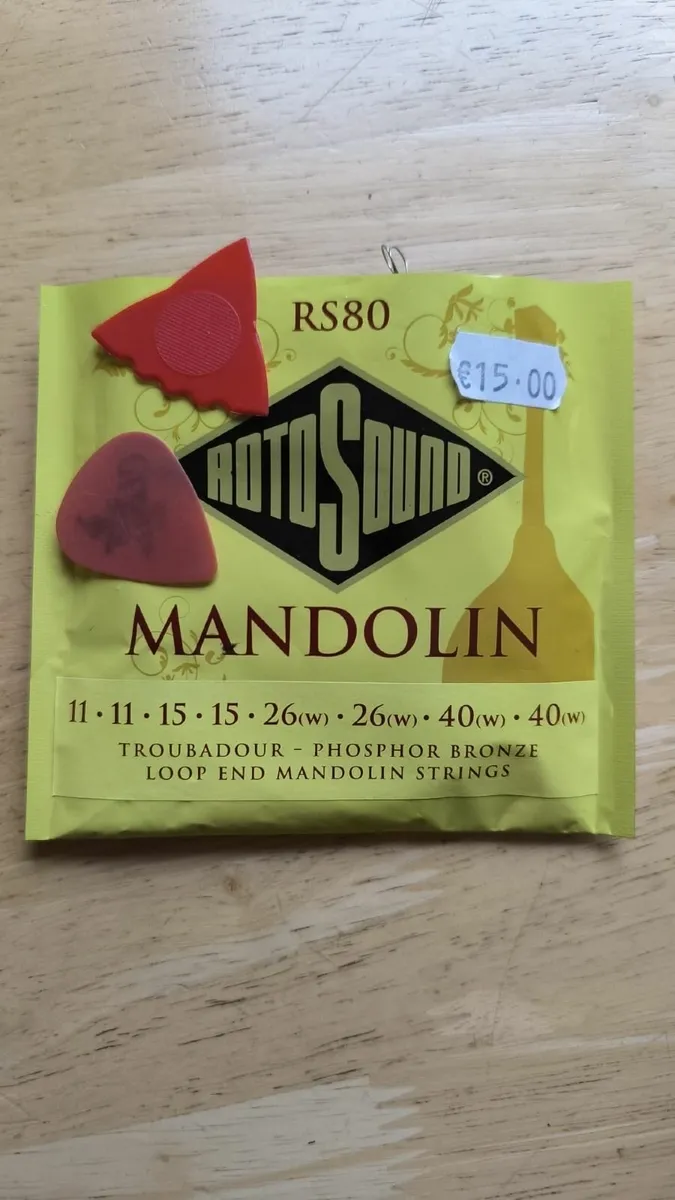 RS80
€15.00
ROTOSOUND®
MANDOLIN
11 • 11 • 15 • 15 • 26(W) • 26(W) • 40(W) • 40(W)
TROUBADOUR – PHOSPHOR BRONZE
LOOP END MANDOLIN STRINGS